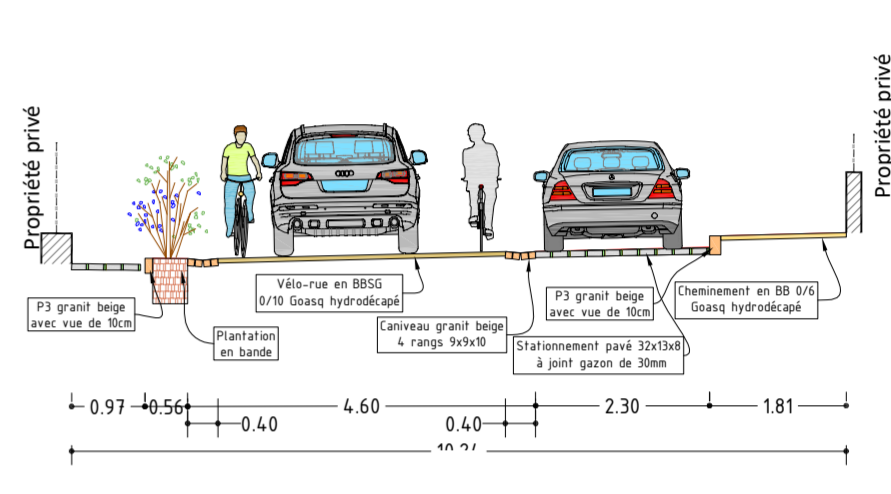 Propriété privé
Propriété privé
P3 granit beige
avec vue de 10cm
Plantation
en bande
Vélo-rue en BBSG
0/10 Goasq hydrodécapé
Caniveau granit beige
4 rangs 9x9x10
P3 granit beige
avec vue de 10cm
Stationnement pavé 32x13x8
à joint gazon de 30mm
Cheminement en BB 0/6
Goasq hydrodécapé
0.97 0.56 4.60 2.30 1.81
0.40 0.40